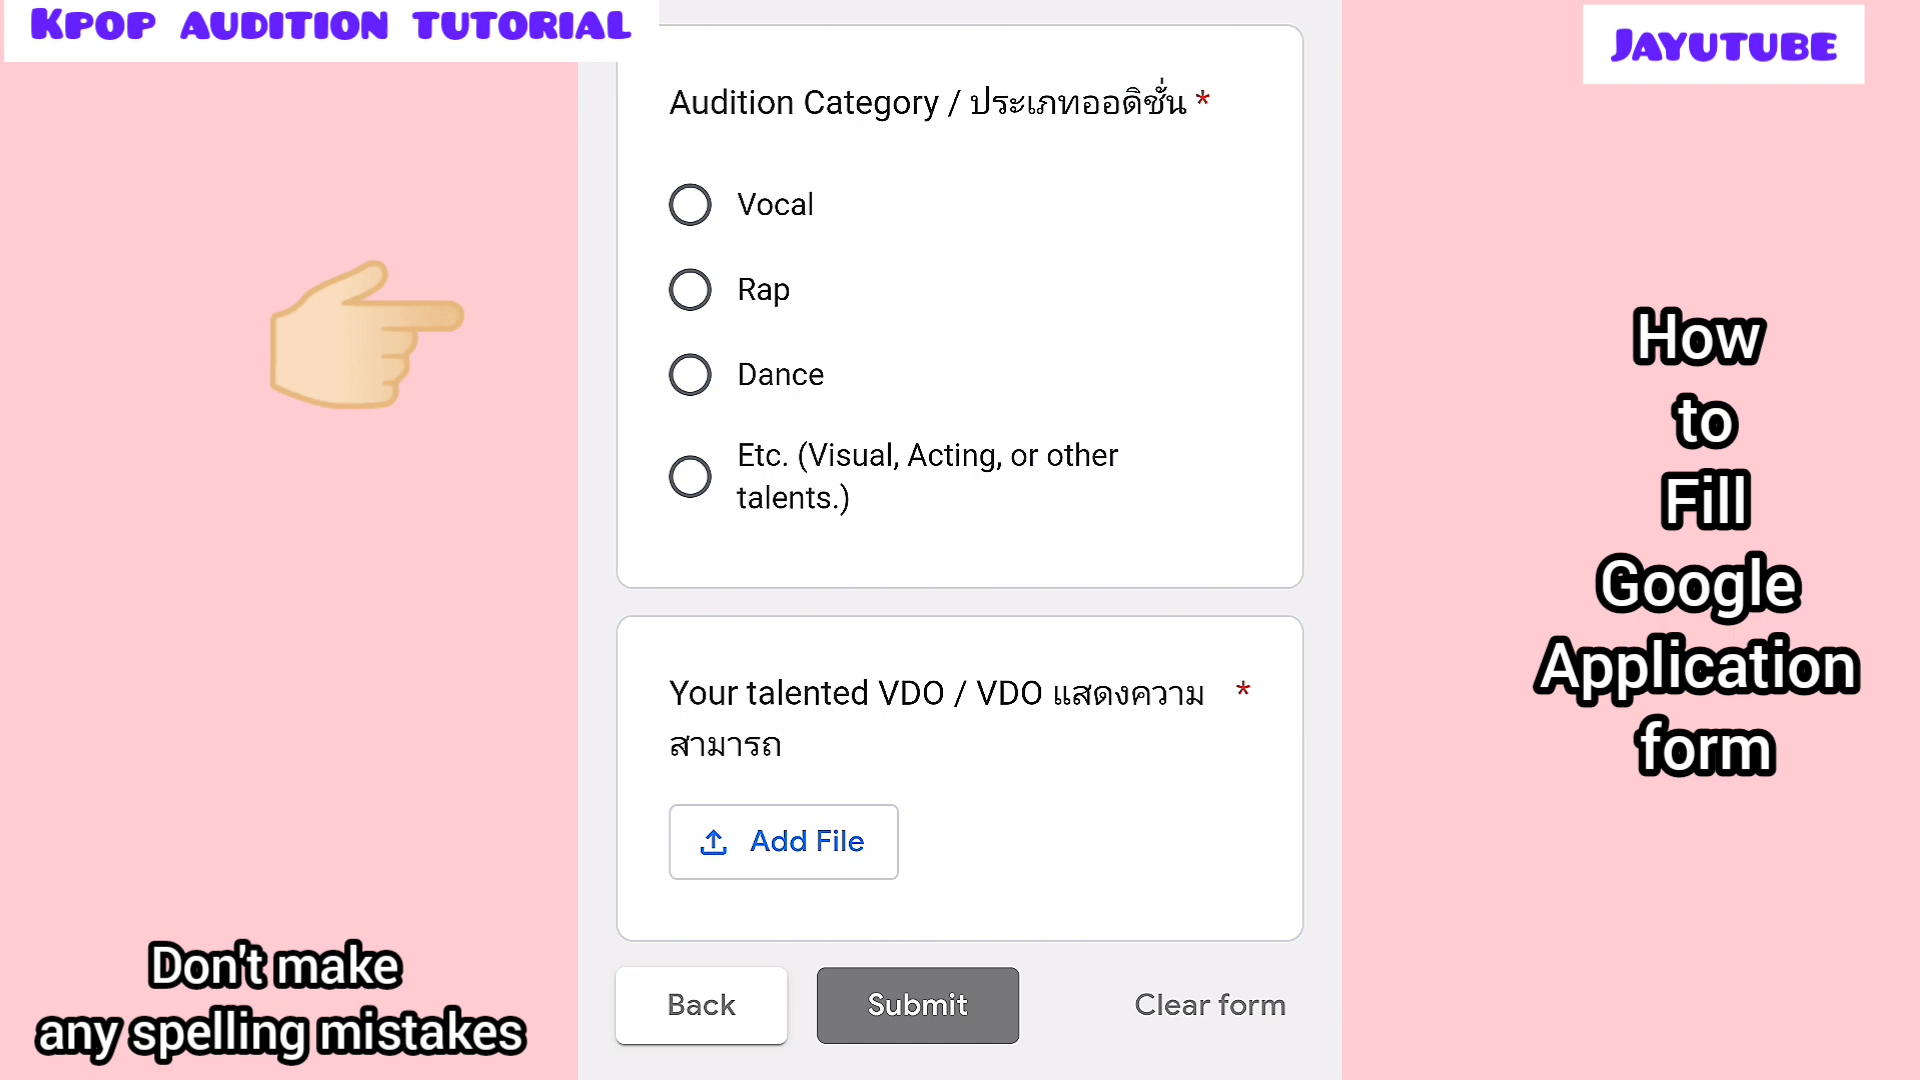 KPOP AUDITION TUTORIAL
JAYUTUBE
Audition Category / ประเภทออดิชั่น *
Vocal
Rap
Dance
Etc. (Visual, Acting, or other
talents.)
Your talented VDO / VDO แสดงความ *
สามารถ
Add File
Back
Submit
Clear form
How
to
Fill
Google
Application
form
Don't make
any spelling mistakes